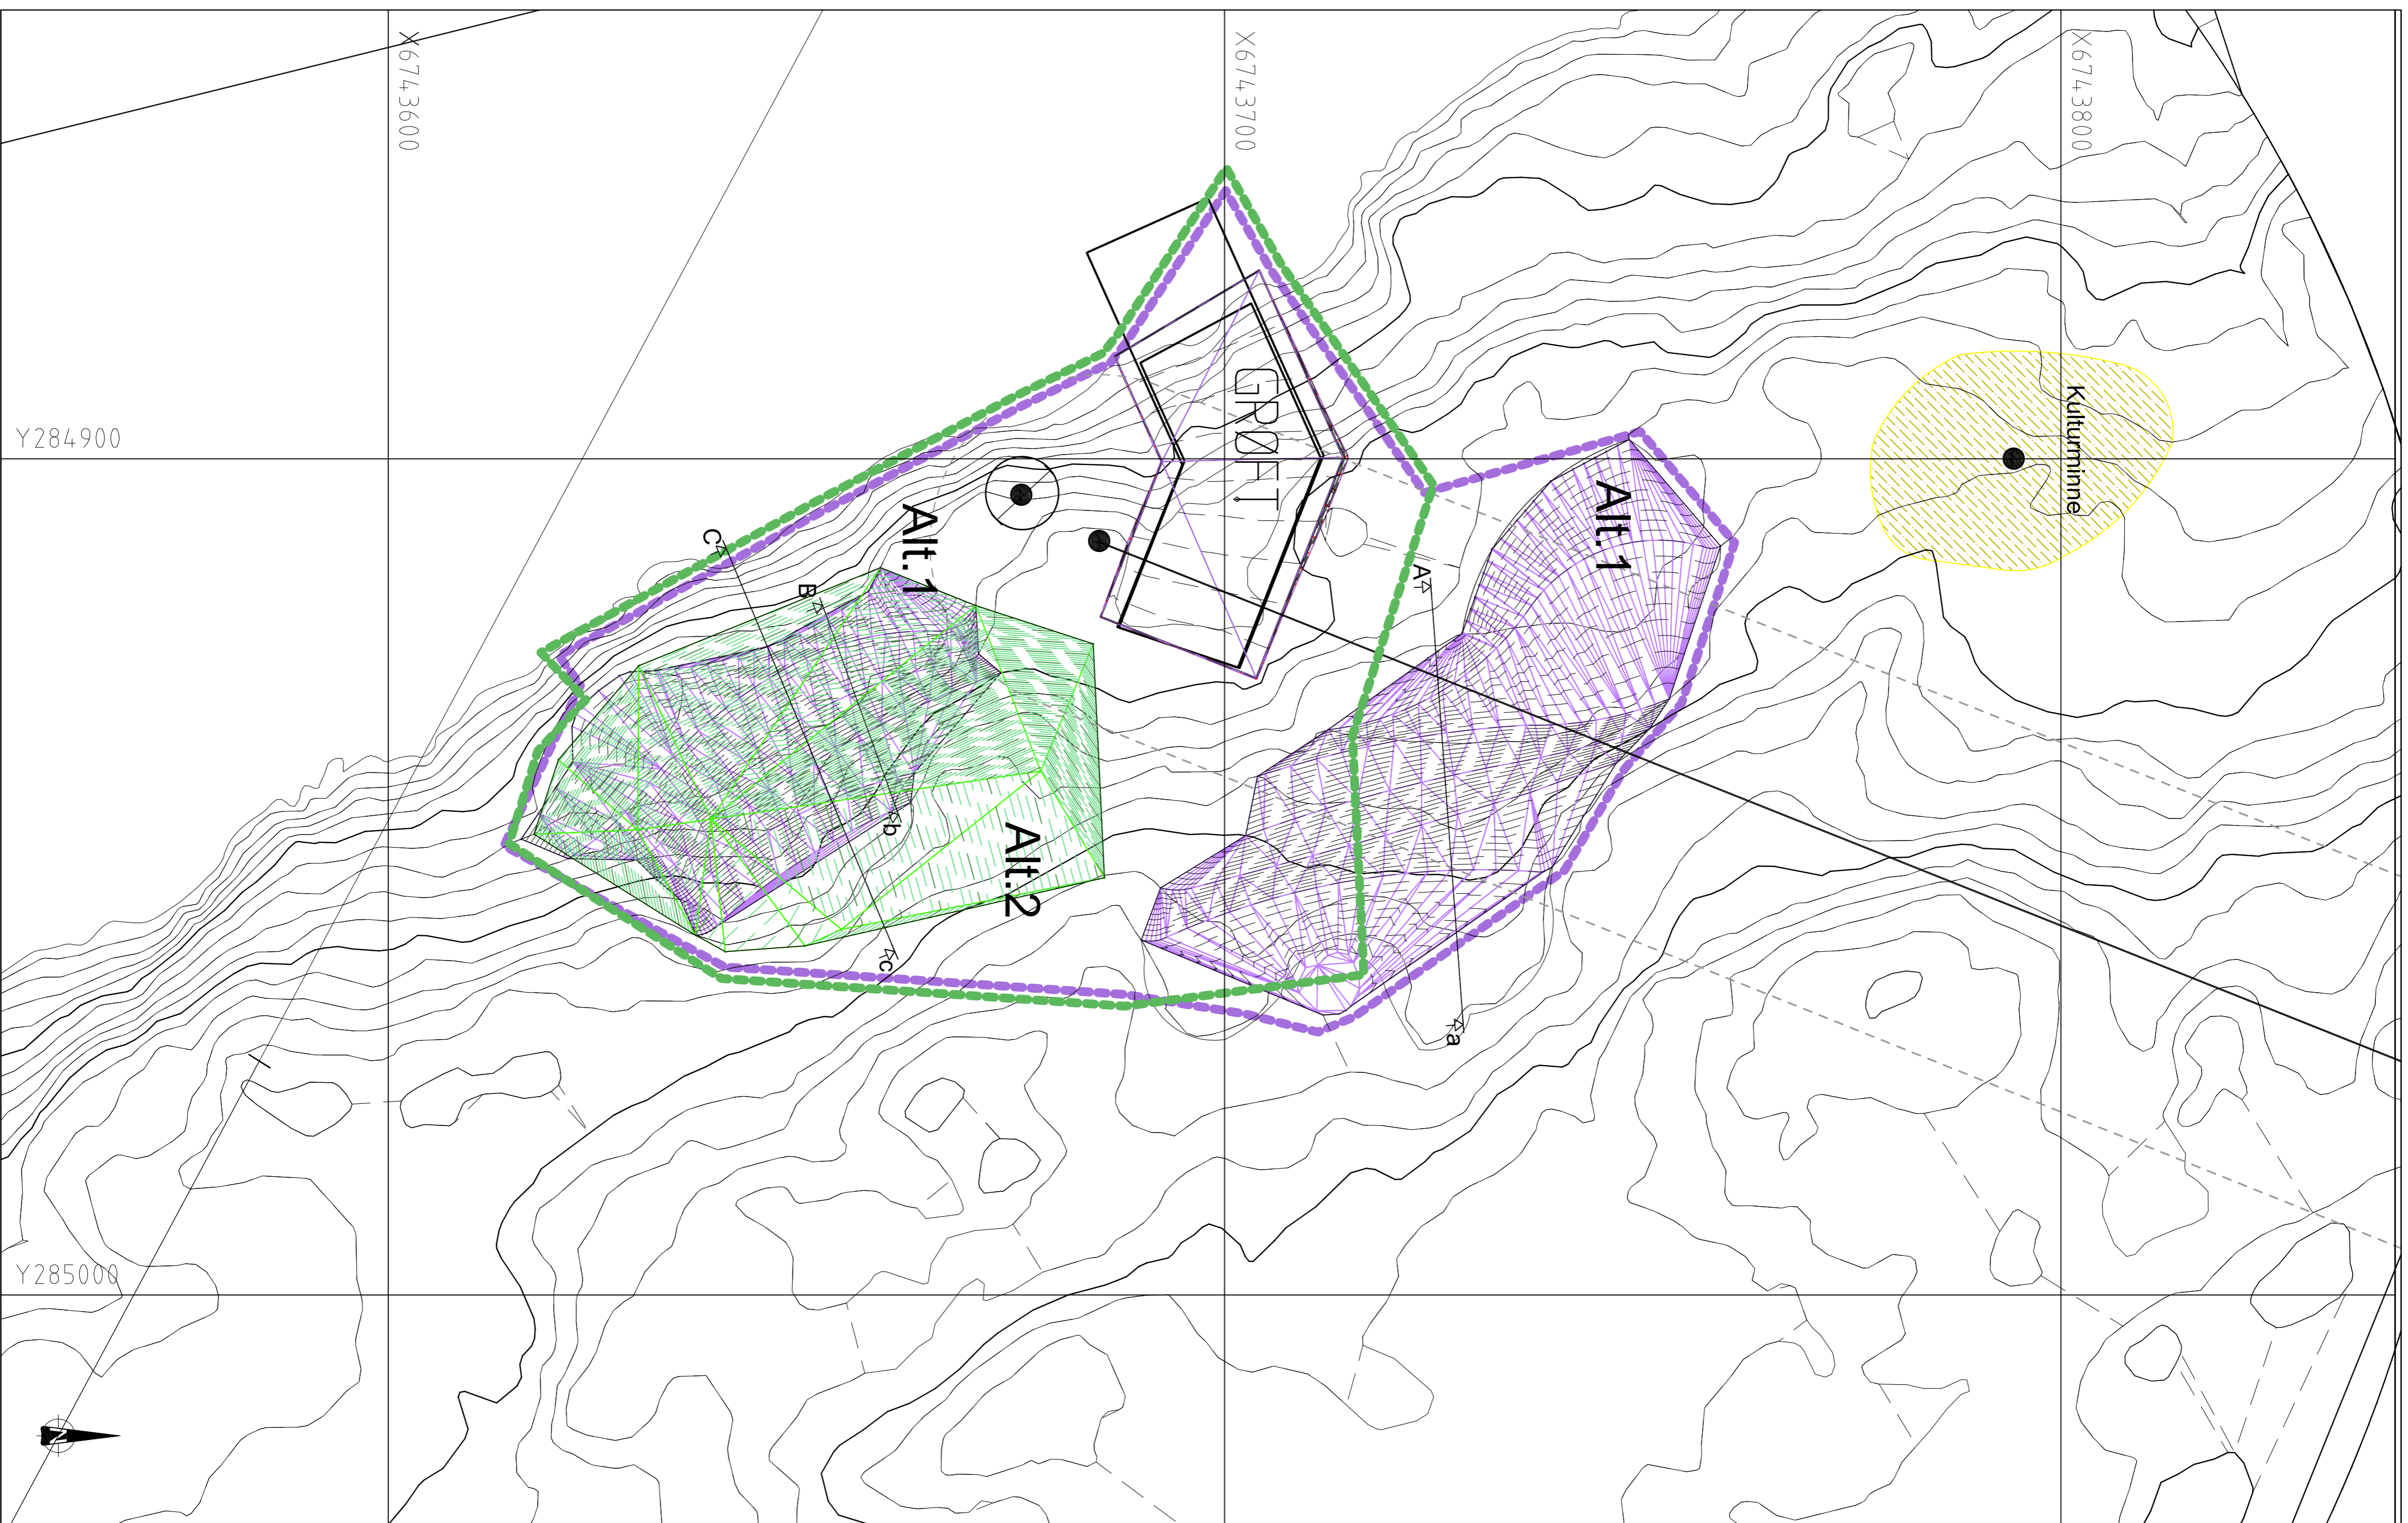 X6743600
X6743700
X6743800
Kulturminne
Y284900
GRØFT
Alt. 1
Alt. 1
C
B
A
b
Alt.2
c
a
Y285000
N